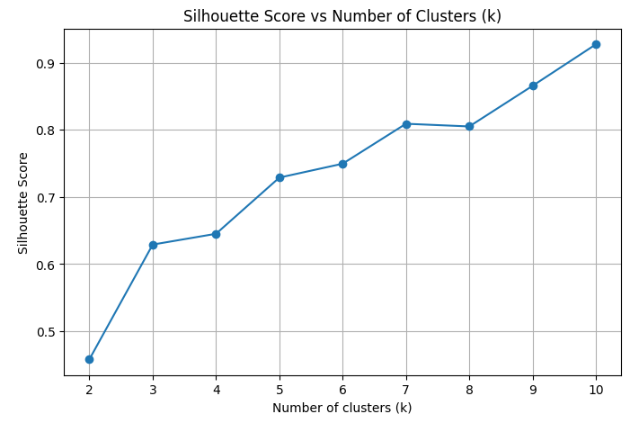 Silhouette Score vs Number of Clusters (k)
0.9
0.8
0.7
0.6
0.5
Silhouette Score
2 3 4 5 6 7 8 9 10
Number of clusters (k)